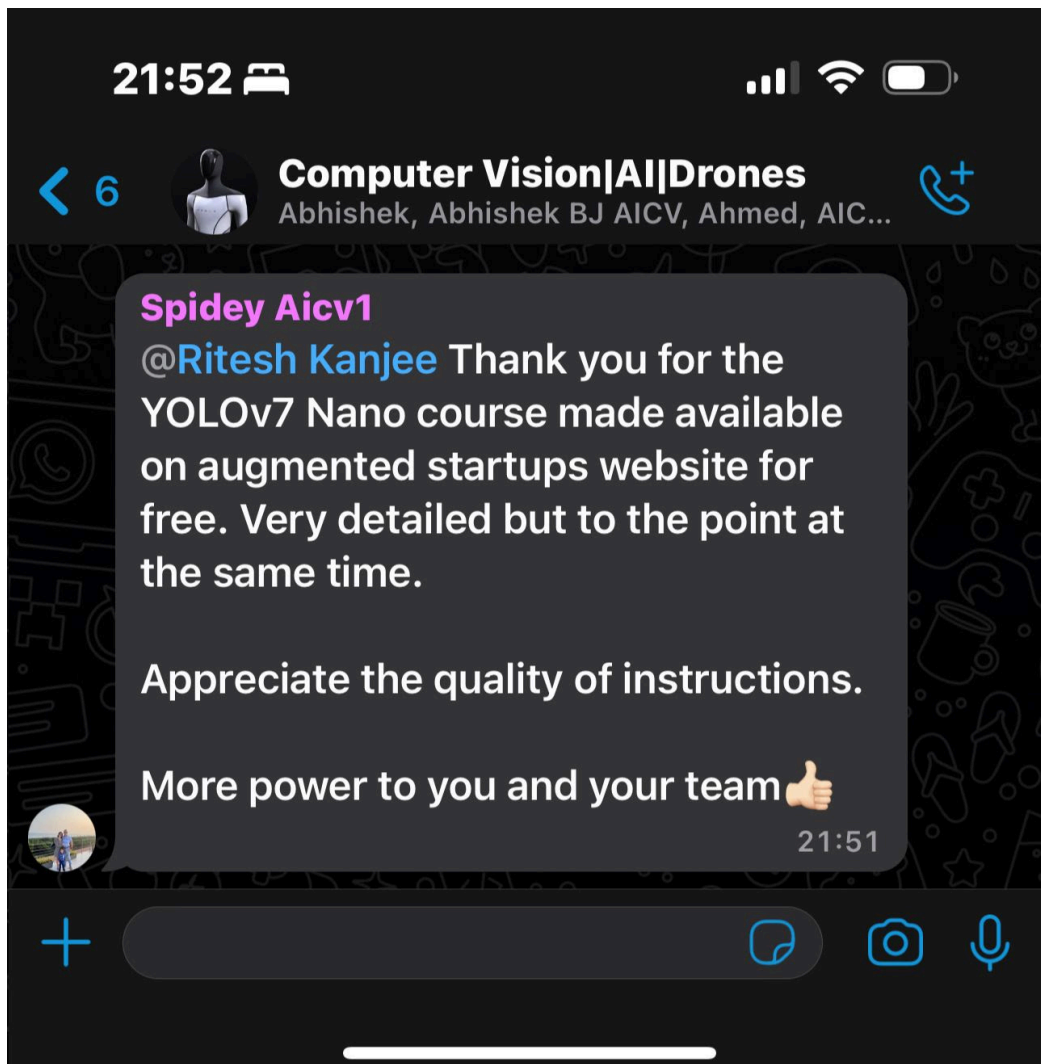 21:52
6
Computer Vision|AI|Drones
Abhishek, Abhishek BJ AICV, Ahmed, AIC...
Spidey Aicv1
@Ritesh Kanjee Thank you for the
YOLOv7 Nano course made available
on augmented startups website for
free. Very detailed but to the point at
the same time.
Appreciate the quality of instructions.
More power to you and your team👍🏻
21:51